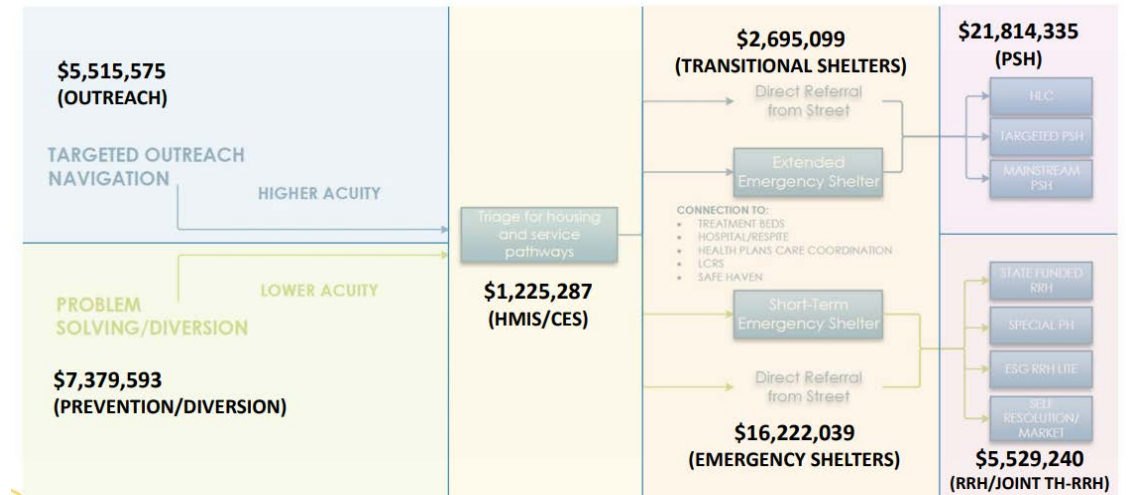 $5,515,575
(OUTREACH)
TARGETED OUTREACH
NAVIGATION
HIGHER ACUITY
LOWER ACUITY
PROBLEM
SOLVING/DIVERSION
$7,379,593
(PREVENTION/DIVERSION)
Triage for housing
and service
pathways
$1,225,287
(HMIS/CES)
$2,695,099
(TRANSITIONAL SHELTERS)
Direct Referral
from Street
Extended
Emergency Shelter
CONNECTION TO:
• TREATMENT BEDS
• HOSPITAL/RESPITE
• HEALTH PLANS CARE COORDINATION
• LCRS
• SAFE HAVEN
Short-Term
Emergency Shelter
Direct Referral
from Street
$16,222,039
(EMERGENCY SHELTERS)
$21,814,335
(PSH)
HLC
TARGETED PSH
MAINSTREAM
PSH
STATE FUNDED
RRH
SPECIAL PH
ESG RRH LITE
SELF
RESOLUTION/
MARKET
$5,529,240
(RRH/JOINT TH-RRH)